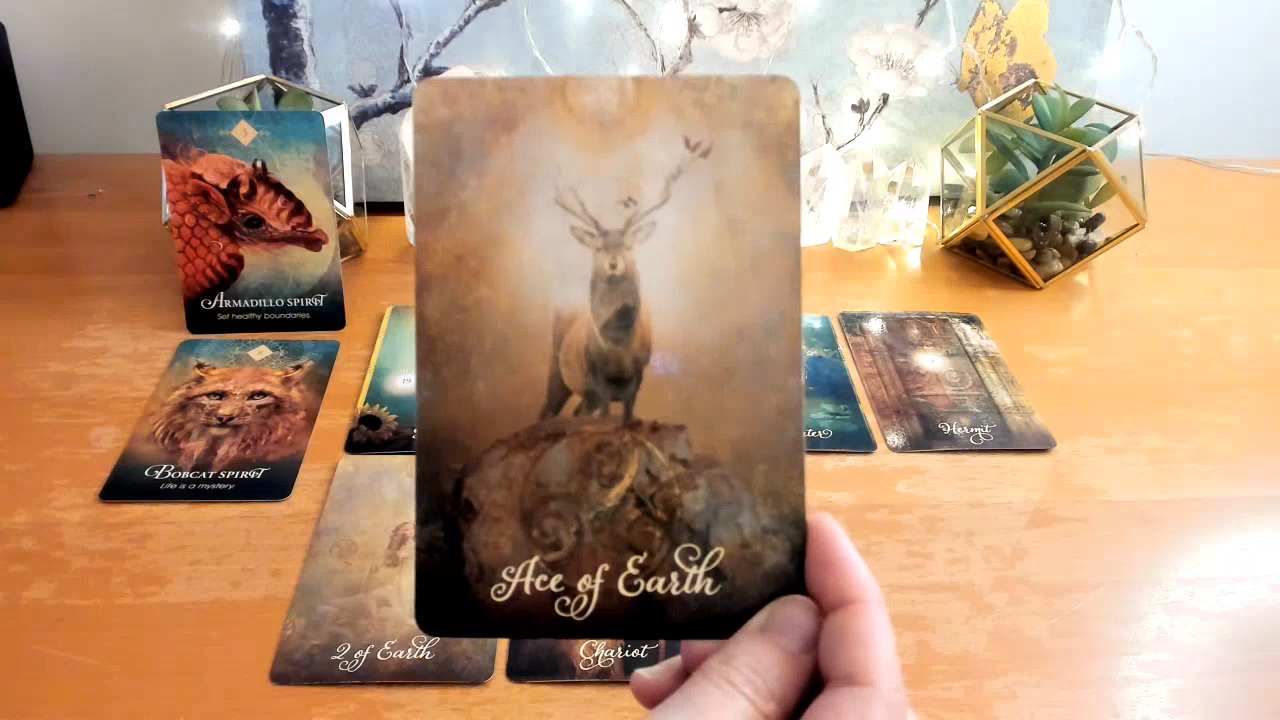 3
ARMADILLO SPIRIT
Set healthy boundaries.
BOBCAT SPIRIT
Life is a mystery.
19
Hermit
Ace of Earth
2 of Earth
Chariot